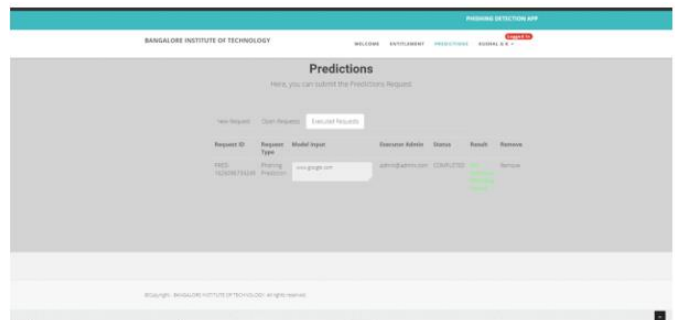 PHISHING DETECTION APP
Logged In
BANGALORE INSTITUTE OF TECHNOLOGY
WELCOME ENTITLEMENT PREDICTIONS
Predictions
Here, you can submit the Predictions Request
New Request Open Requests Executed Requests
Request ID Request Type Model Input Executor Admin Status Result Remove
PRED- Phishing Prediction www.google.com admin@admin.com COMPLETED Remove
©Copyright - BANGALORE INSTITUTE OF TECHNOLOGY. All rights reserved.